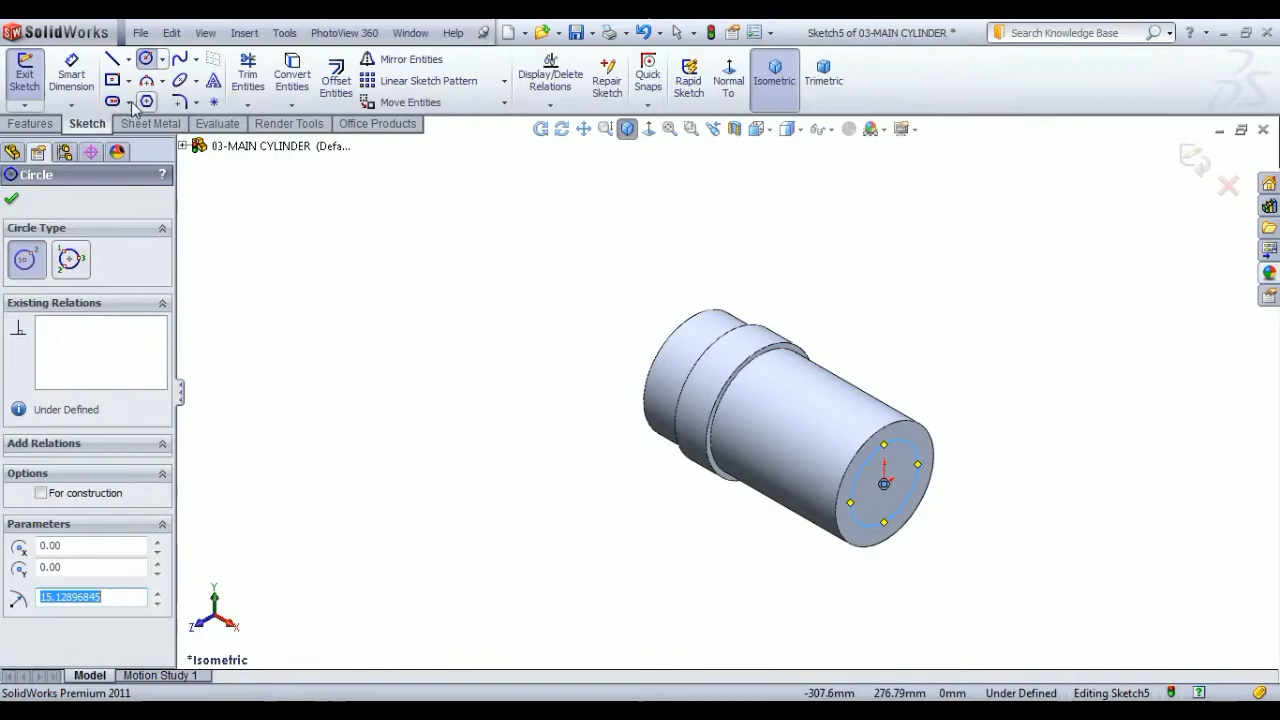 SolidWorks File Edit View Insert Tools PhotoView 360 Window Help Sketch5 of 03-MAIN CYLINDER * Search Knowledge Base
Exit Sketch
Smart Dimension
Trim Entities
Convert Entities
Offset Entities
Mirror Entities
Linear Sketch Pattern
Move Entities
Display/Delete Relations
Repair Sketch
Quick Snaps
Rapid Sketch
Normal To
Isometric
Trimetric
Features Sketch Sheet Metal Evaluate Render Tools Office Products
03-MAIN CYLINDER (Defa...
Circle ?
Circle Type
Existing Relations
Under Defined
Add Relations
Options
For construction
Parameters
0.00
0.00
15.12896845
Y
Z X
*Isometric
Model Motion Study 1
SolidWorks Premium 2011 -307.6mm 276.79mm 0mm Under Defined Editing Sketch5